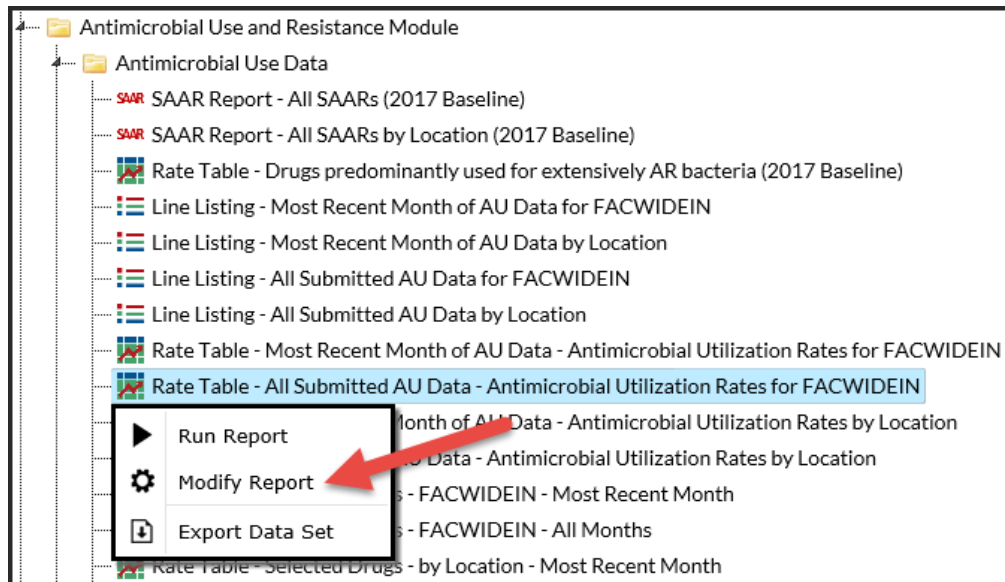 Antimicrobial Use and Resistance Module
Antimicrobial Use Data
SAAR SAAR Report - All SAARs (2017 Baseline)
SAAR SAAR Report - All SAARs by Location (2017 Baseline)
Rate Table - Drugs predominantly used for extensively AR bacteria (2017 Baseline)
Line Listing - Most Recent Month of AU Data for FACWIDEIN
Line Listing - Most Recent Month of AU Data by Location
Line Listing - All Submitted AU Data for FACWIDEIN
Line Listing - All Submitted AU Data by Location
Rate Table - Most Recent Month of AU Data - Antimicrobial Utilization Rates for FACWIDEIN
Rate Table - All Submitted AU Data - Antimicrobial Utilization Rates for FACWIDEIN
Month of AU Data - Antimicrobial Utilization Rates by Location
Run Report
Data - Antimicrobial Utilization Rates by Location
Modify Report
- FACWIDEIN - Most Recent Month
Export Data Set
- FACWIDEIN - All Months
Rate Table - Selected Drugs - by Location - Most Recent Month